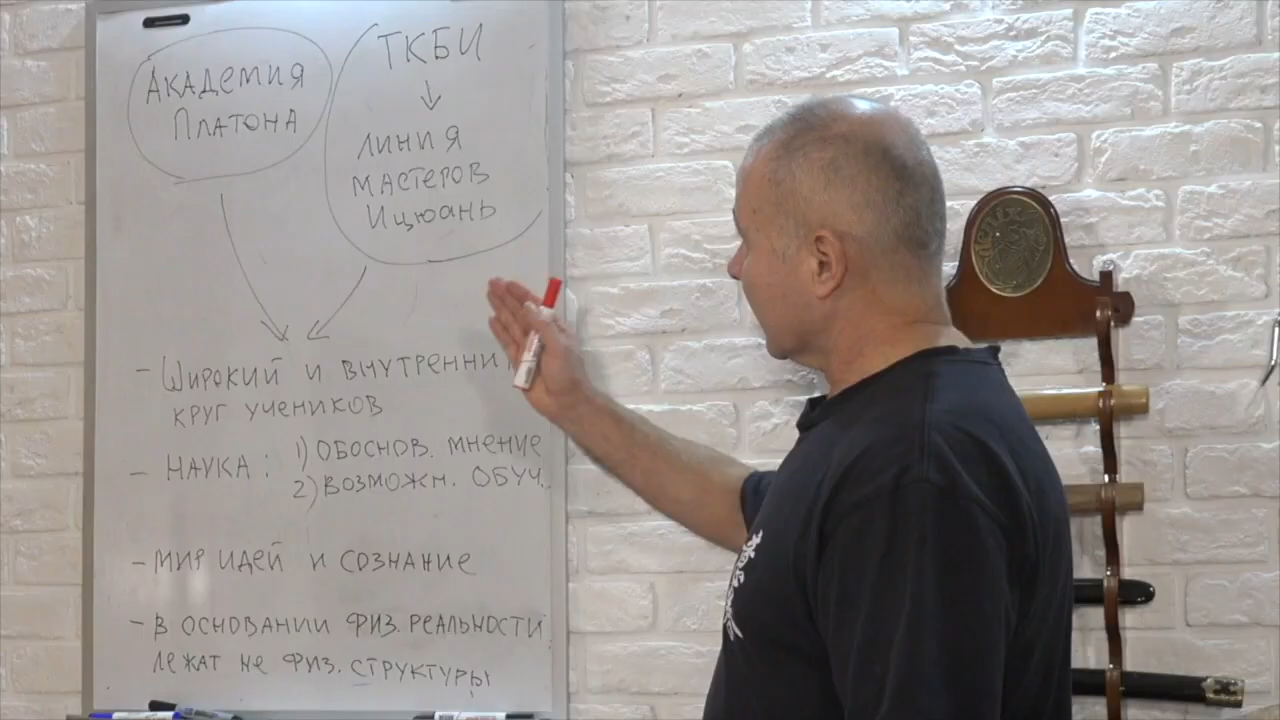 АКАДЕМИЯ
ПЛАТОНА
ТКБИ
ЛИНИЯ
МАСТЕРОВ
ИЦЮАНЬ
- ШИРОКИЙ И ВНУТРЕННИ
КРУГ УЧЕНИКОВ
- НАУКА: 1) ОБОСНОВ. МНЕНИЕ
2) ВОЗМОЖН. ОБУЧ.
- МИР ИДЕЙ И СОЗНАНИЕ
- В ОСНОВАНИИ ФИЗ. РЕАЛЬНОСТИ
ЛЕЖАТ НЕ ФИЗ. СТРУКТУРЫ